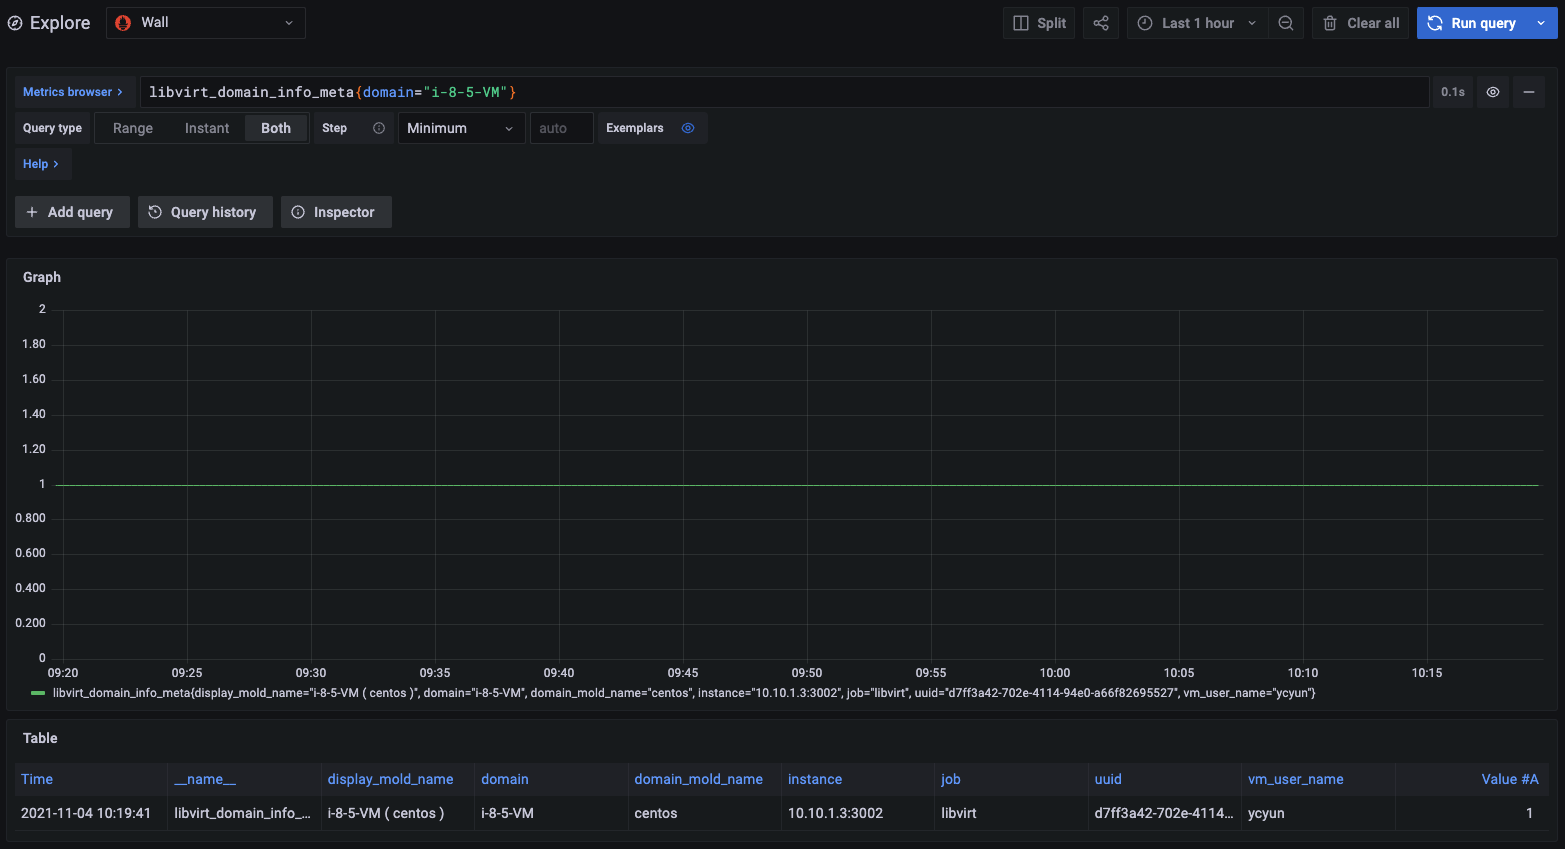 Explore Wall Split Last 1 hour Clear all Run query
Metrics browser > libvirt_domain_info_meta{domain="i-8-5-VM"} 0.1s
Query type Range Instant Both Step Minimum auto Exemplars
Help >
+ Add query Query history Inspector
Graph
2
1.80
1.60
1.40
1.20
1
0.800
0.600
0.400
0.200
0
09:20 09:25 09:30 09:35 09:40 09:45 09:50 09:55 10:00 10:05 10:10 10:15
libvirt_domain_info_meta{display_mold_name="i-8-5-VM ( centos )", domain="i-8-5-VM", domain_mold_name="centos", instance="10.10.1.3:3002", job="libvirt", uuid="d7ff3a42-702e-4114-94e0-a66f82695527", vm_user_name="ycyun"}
Table
Time __name__ display_mold_name domain domain_mold_name instance job uuid vm_user_name Value #A
2021-11-04 10:19:41 libvirt_domain_info_... i-8-5-VM ( centos ) i-8-5-VM centos 10.10.1.3:3002 libvirt d7ff3a42-702e-4114... ycyun 1